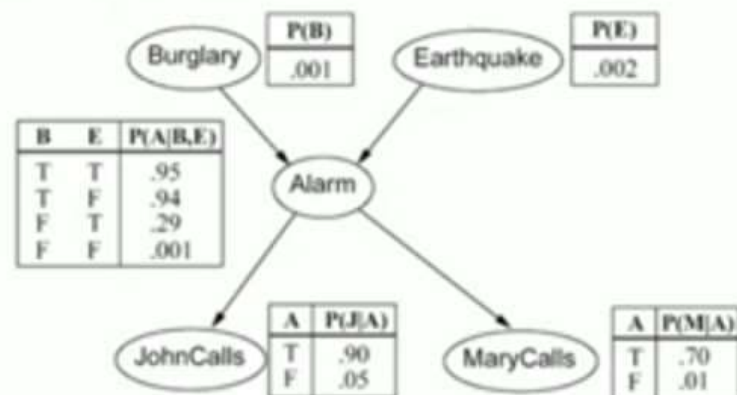 Burglary
P(B)
.001
Earthquake
P(E)
.002
B E P(A|B,E)
T T .95
T F .94
F T .29
F F .001
Alarm
JohnCalls
A P(J|A)
T .90
F .05
MaryCalls
A P(M|A)
T .70
F .01